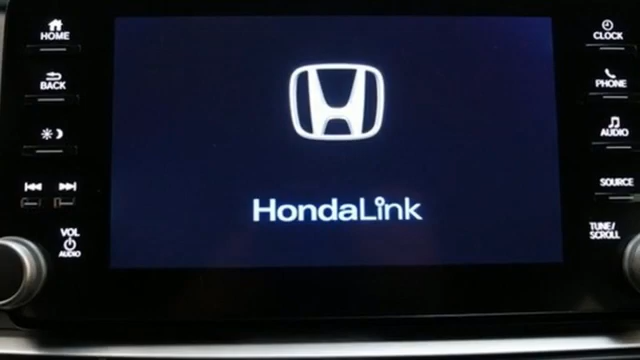 HOME
BACK
VOL
AUDIO
HondaLink
CLOCK
PHONE
AUDIO
SOURCE
TUNE/
SCROLL